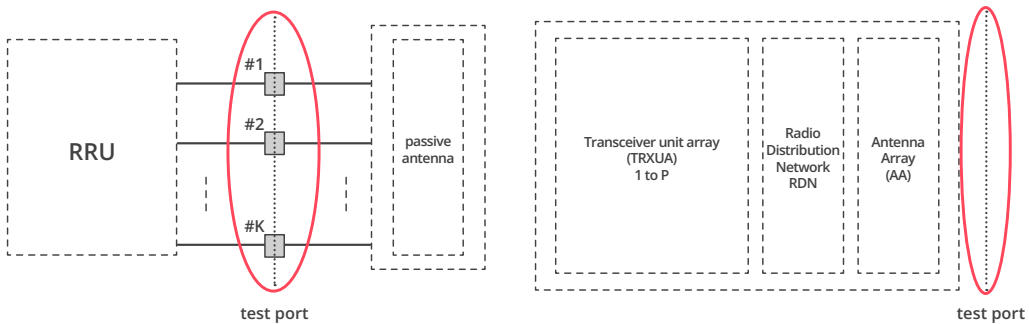 RRU
#1
#2
#K
passive
antenna
test port
Transceiver unit array
(TRXUA)
1 to P
Radio
Distribution
Network
RDN
Antenna
Array
(AA)
test port